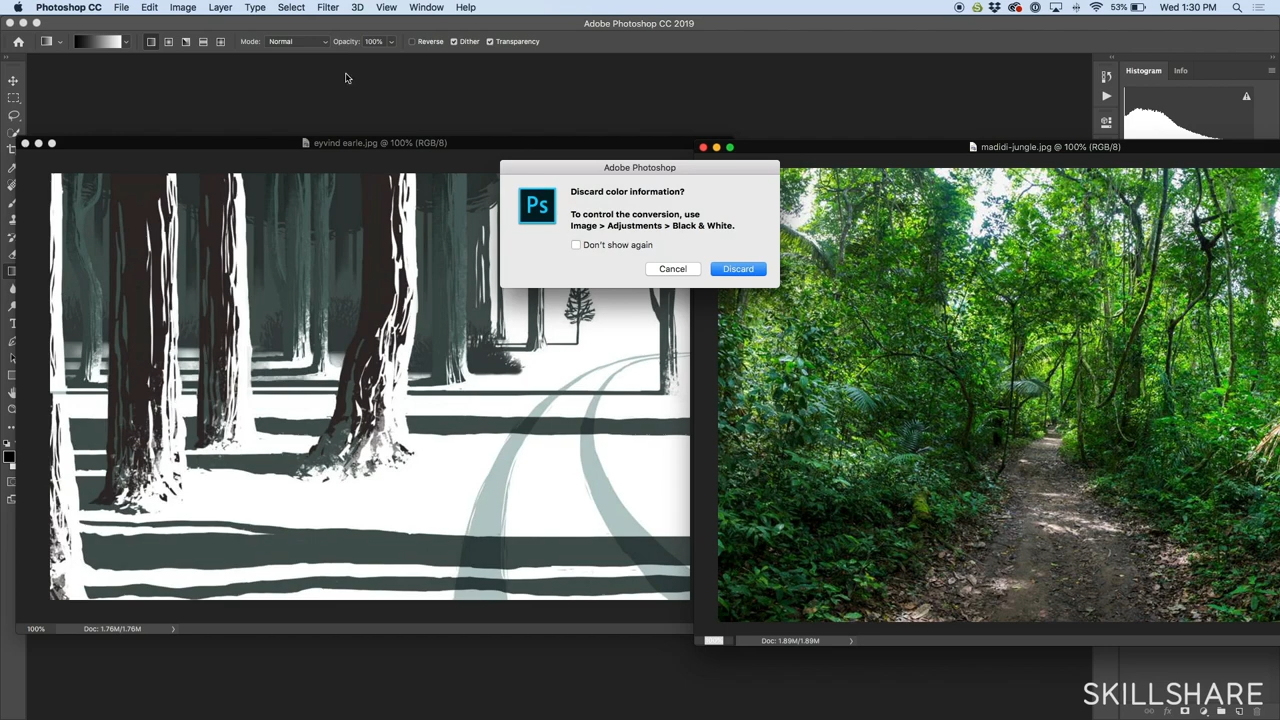 Photoshop CC File Edit Image Layer Type Select Filter 3D View Window Help 53% Wed 1:30 PM
Adobe Photoshop CC 2019
Mode: Normal Opacity: 100% Reverse Dither Transparency
Histogram Info
eyvind earle.jpg @ 100% (RGB/8)
madidi-jungle.jpg @ 100% (RGB/8)
Adobe Photoshop
Ps
Discard color information?
To control the conversion, use
Image > Adjustments > Black & White.
Don't show again
Cancel Discard
100% Doc: 1.76M/1.76M
Doc: 1.89M/1.89M
SKILLSHARE